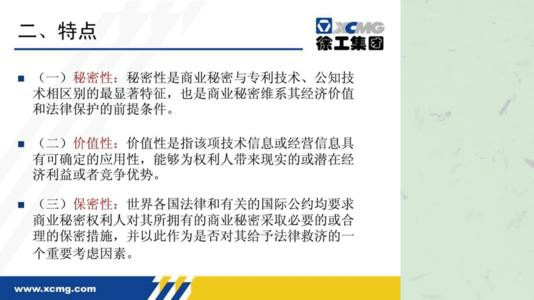 二、特点
XCMG
徐工集团
（一）秘密性：秘密性是商业秘密与专利技术、公知技
术相区别的最显著特征，也是商业秘密维系其经济价值
和法律保护的前提条件。
（二）价值性：价值性是指该项技术信息或经营信息具
有可确定的应用性，能够为权利人带来现实的或潜在经
济利益或者竞争优势。
（三）保密性：世界各国法律和有关的国际公约均要求
商业秘密权利人对其所拥有的商业秘密采取必要的或合
理的保密措施，并以此作为是否对其给予法律救济的一
个重要考虑因素。
www.xcmg.com